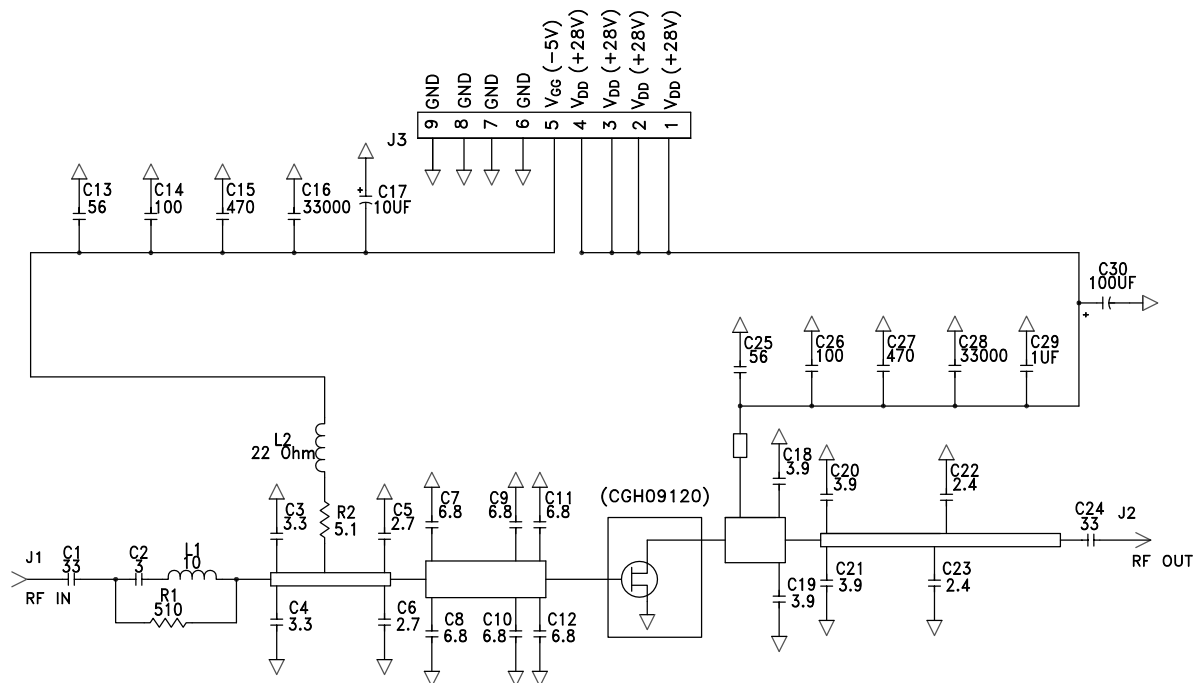 GND
GND
GND
GND
VGG (-5V)
VDD (+28V)
VDD (+28V)
VDD (+28V)
VDD (+28V)
J3
9
8
7
6
5
4
3
2
1
C13
56
C14
100
C15
470
C16
33000
+
C17
10UF
C30
100UF
+
C25
56
C26
100
C27
470
C28
33000
C29
1UF
L2
22 Ohm
R2
5.1
C3
3.3
C5
2.7
C7
6.8
C9
6.8
C11
6.8
(CGH09120)
C18
3.9
C20
3.9
C22
2.4
C24
33
J2
RF OUT
J1
RF IN
C1
33
C2
3
L1
10
R1
510
C4
3.3
C6
2.7
C8
6.8
C10
6.8
C12
6.8
C19
3.9
C21
3.9
C23
2.4